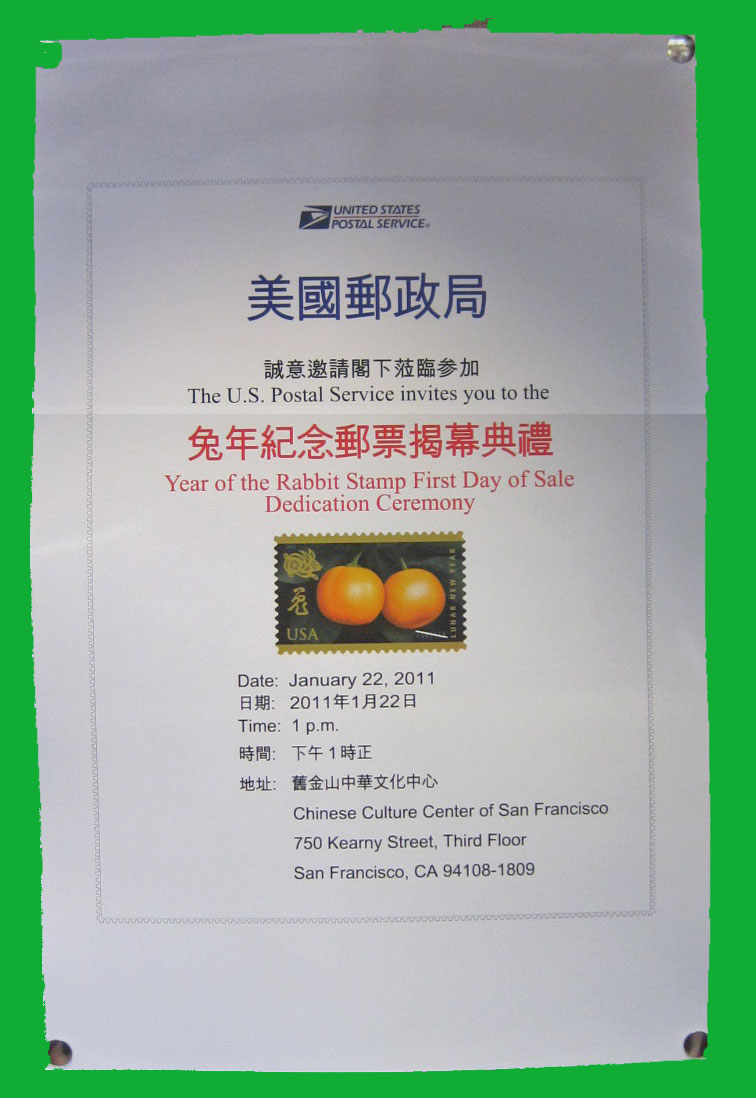 UNITED STATES
POSTAL SERVICE®
美國郵政局
誠意邀請閣下蒞臨參加
The U.S. Postal Service invites you to the
兔年紀念郵票揭幕典禮
Year of the Rabbit Stamp First Day of Sale
Dedication Ceremony
兔
USA
LUNAR NEW YEAR
Date: January 22, 2011
日期: 2011年1月22日
Time: 1 p.m.
時間: 下午1時正
地址: 舊金山中華文化中心
Chinese Culture Center of San Francisco
750 Kearny Street, Third Floor
San Francisco, CA 94108-1809